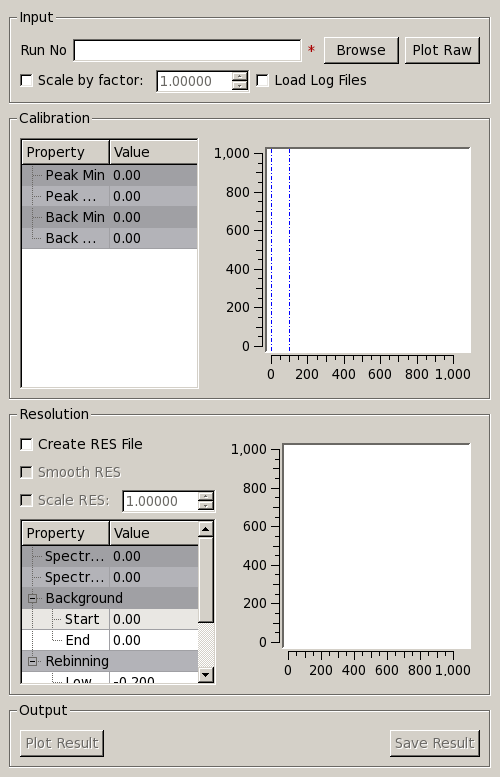 Input
Run No * Browse Plot Raw
Scale by factor: 1.00000 Load Log Files
Calibration
Property Value
Peak Min 0.00
Peak ... 0.00
Back Min 0.00
Back ... 0.00
1,000
800
600
400
200
0
0 200 400 600 800 1,000
Resolution
Create RES File
Smooth RES
Scale RES: 1.00000
Property Value
Spectr... 0.00
Spectr... 0.00
Background
Start 0.00
End 0.00
Rebinning
Low -0.200
1,000
800
600
400
200
0
0 200 400 600 800 1,000
Output
Plot Result Save Result